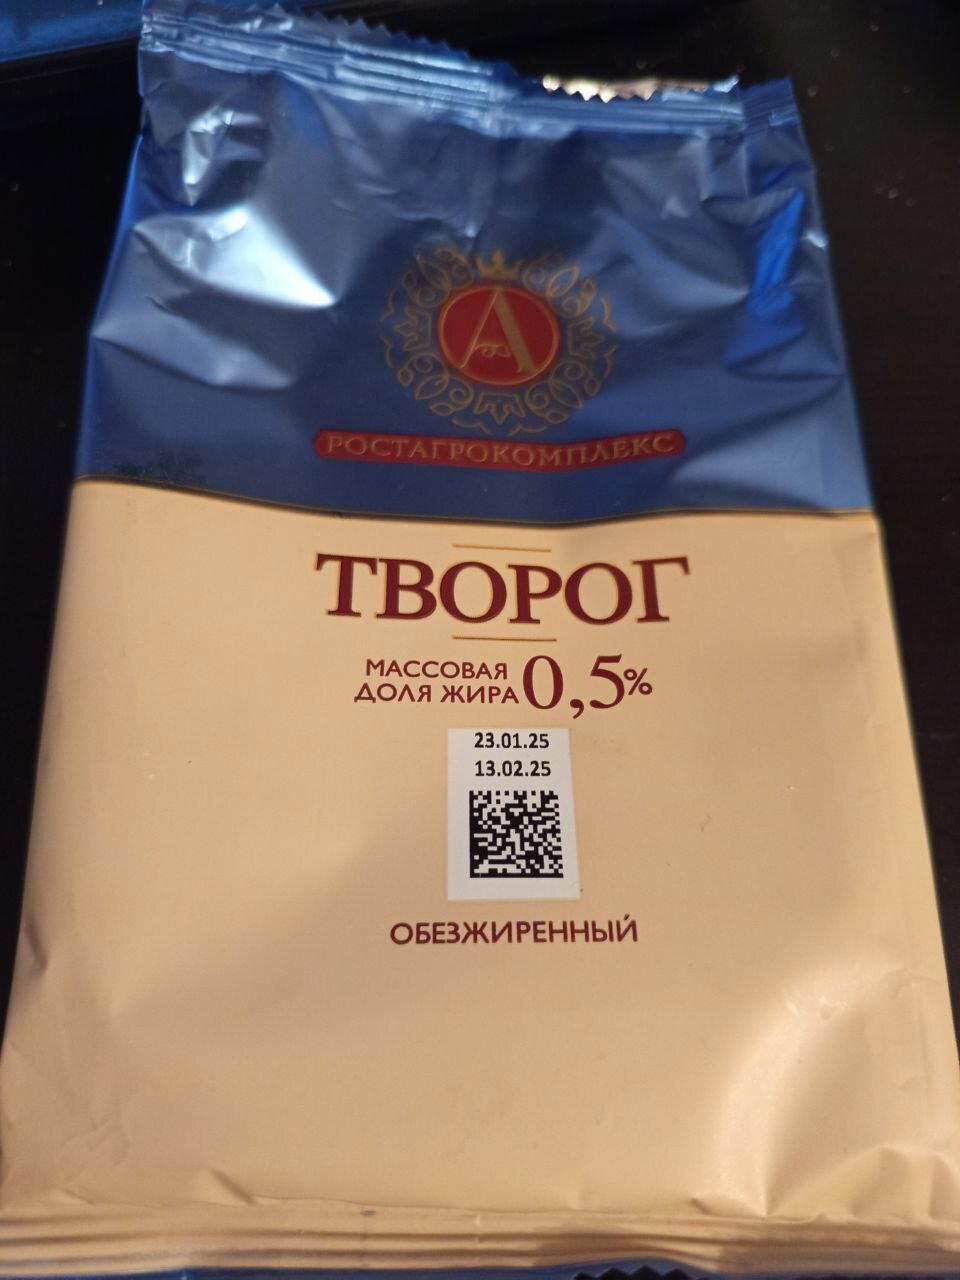 А
РОСТАГРОКОМПЛЕКС
ТВОРОГ
МАССОВАЯ
ДОЛЯ ЖИРА 0,5%
23.01.25
13.02.25
ОБЕЗЖИРЕННЫЙ